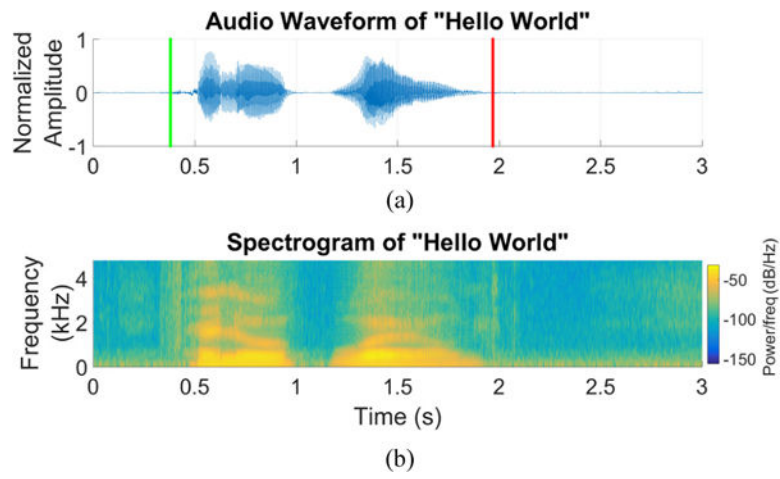 Audio Waveform of "Hello World"
Normalized
Amplitude
1
0
-1
0 0.5 1 1.5 2 2.5 3
(a)
Spectrogram of "Hello World"
Frequency
(kHz)
4
2
0
0 0.5 1 1.5 2 2.5 3
Time (s)
-50
-100
-150
Power/freq(dB/Hz)
(b)